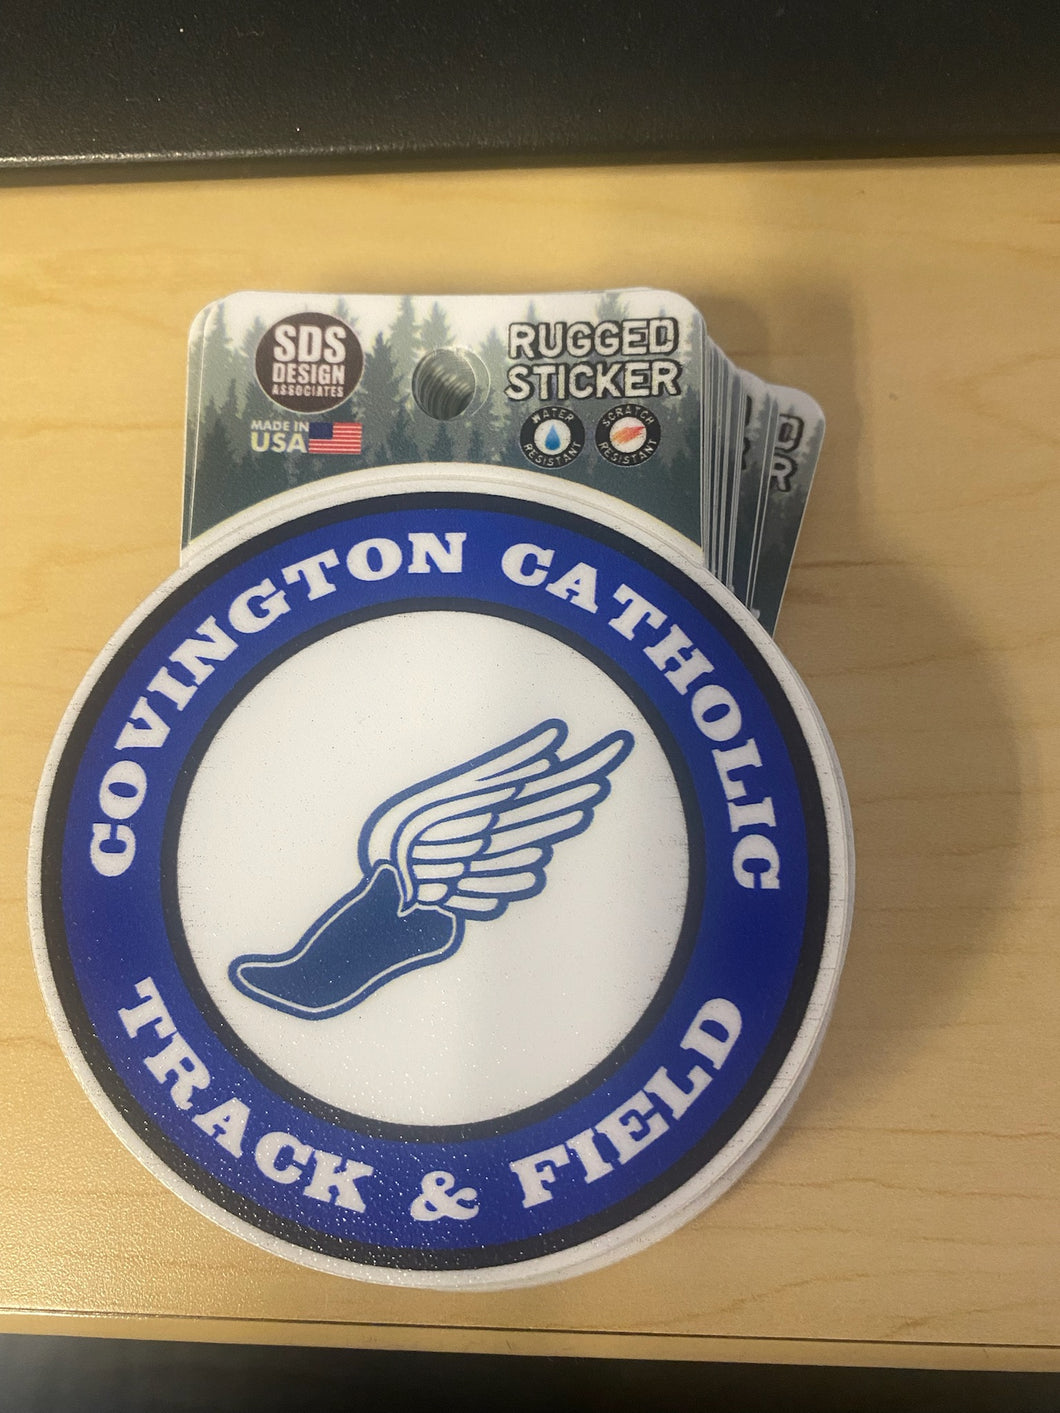 SDS
DESIGN
ASSOCIATES
MADE IN
USA
RUGGED
STICKER
WATER
RESISTANT
SCRATCH
RESISTANT
COVINGTON CATHOLIC
TRACK & FIELD